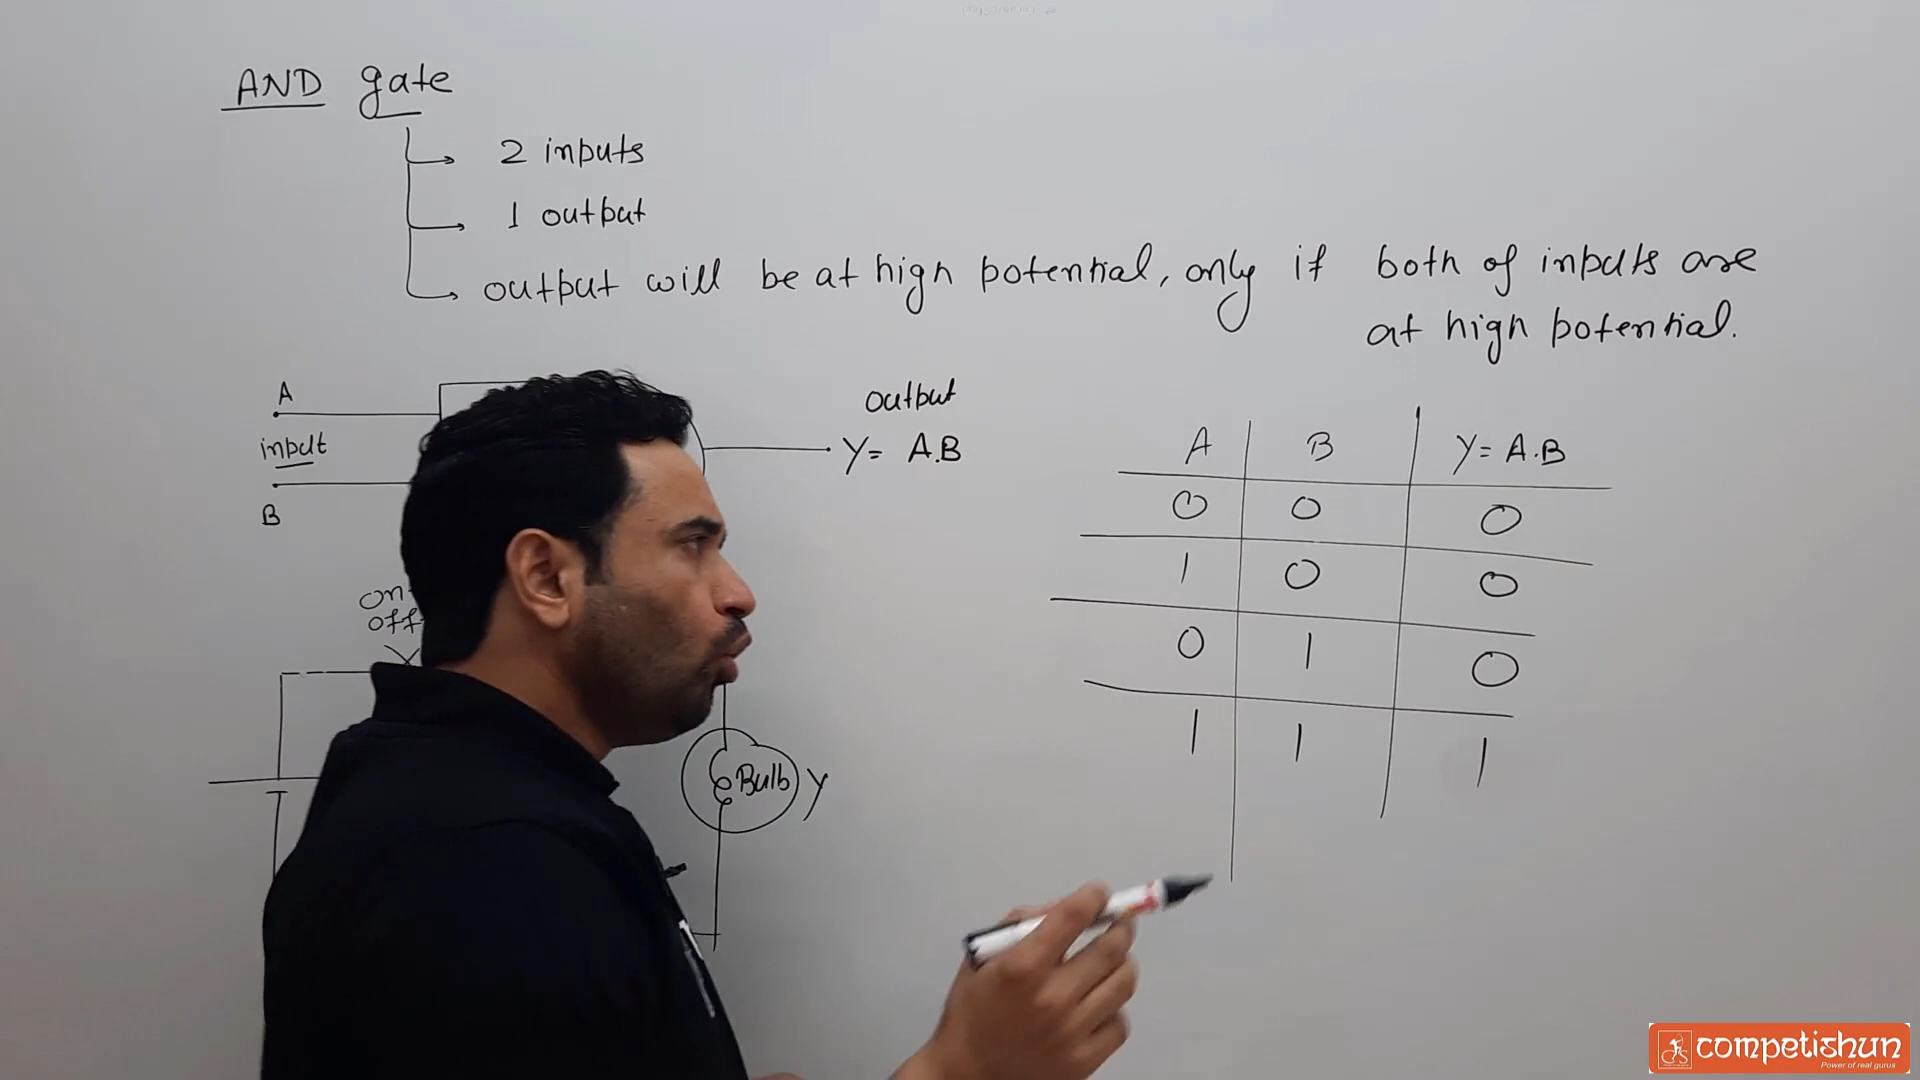 AND gate
2 inputs
1 output
output will be at high potential, only if both of inputs are
at high potential.
A
input
B
output
Y = A.B
on
off
Bulb Y
A B Y = A.B
0 0 0
1 0 0
0 1 0
1 1 1
competishun
Power of real gurus